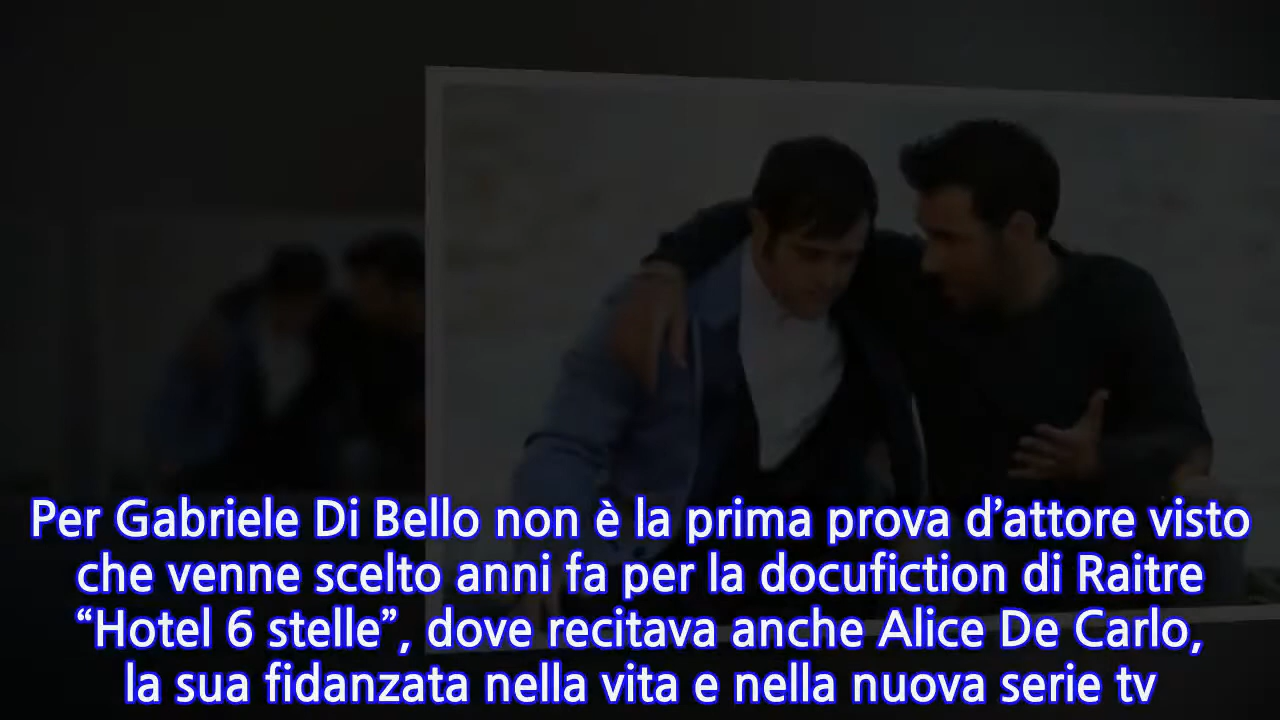 Per Gabriele Di Bello non è la prima prova d’attore visto
che venne scelto anni fa per la docufiction di Raitre
“Hotel 6 stelle”, dove recitava anche Alice De Carlo,
la sua fidanzata nella vita e nella nuova serie tv